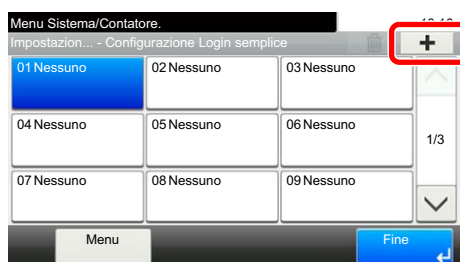 Menu Sistema/Contatore.
Impostazion... - Configurazione Login semplice
01 Nessuno
02 Nessuno
03 Nessuno
04 Nessuno
05 Nessuno
06 Nessuno
1/3
07 Nessuno
08 Nessuno
09 Nessuno
Menu
Fine